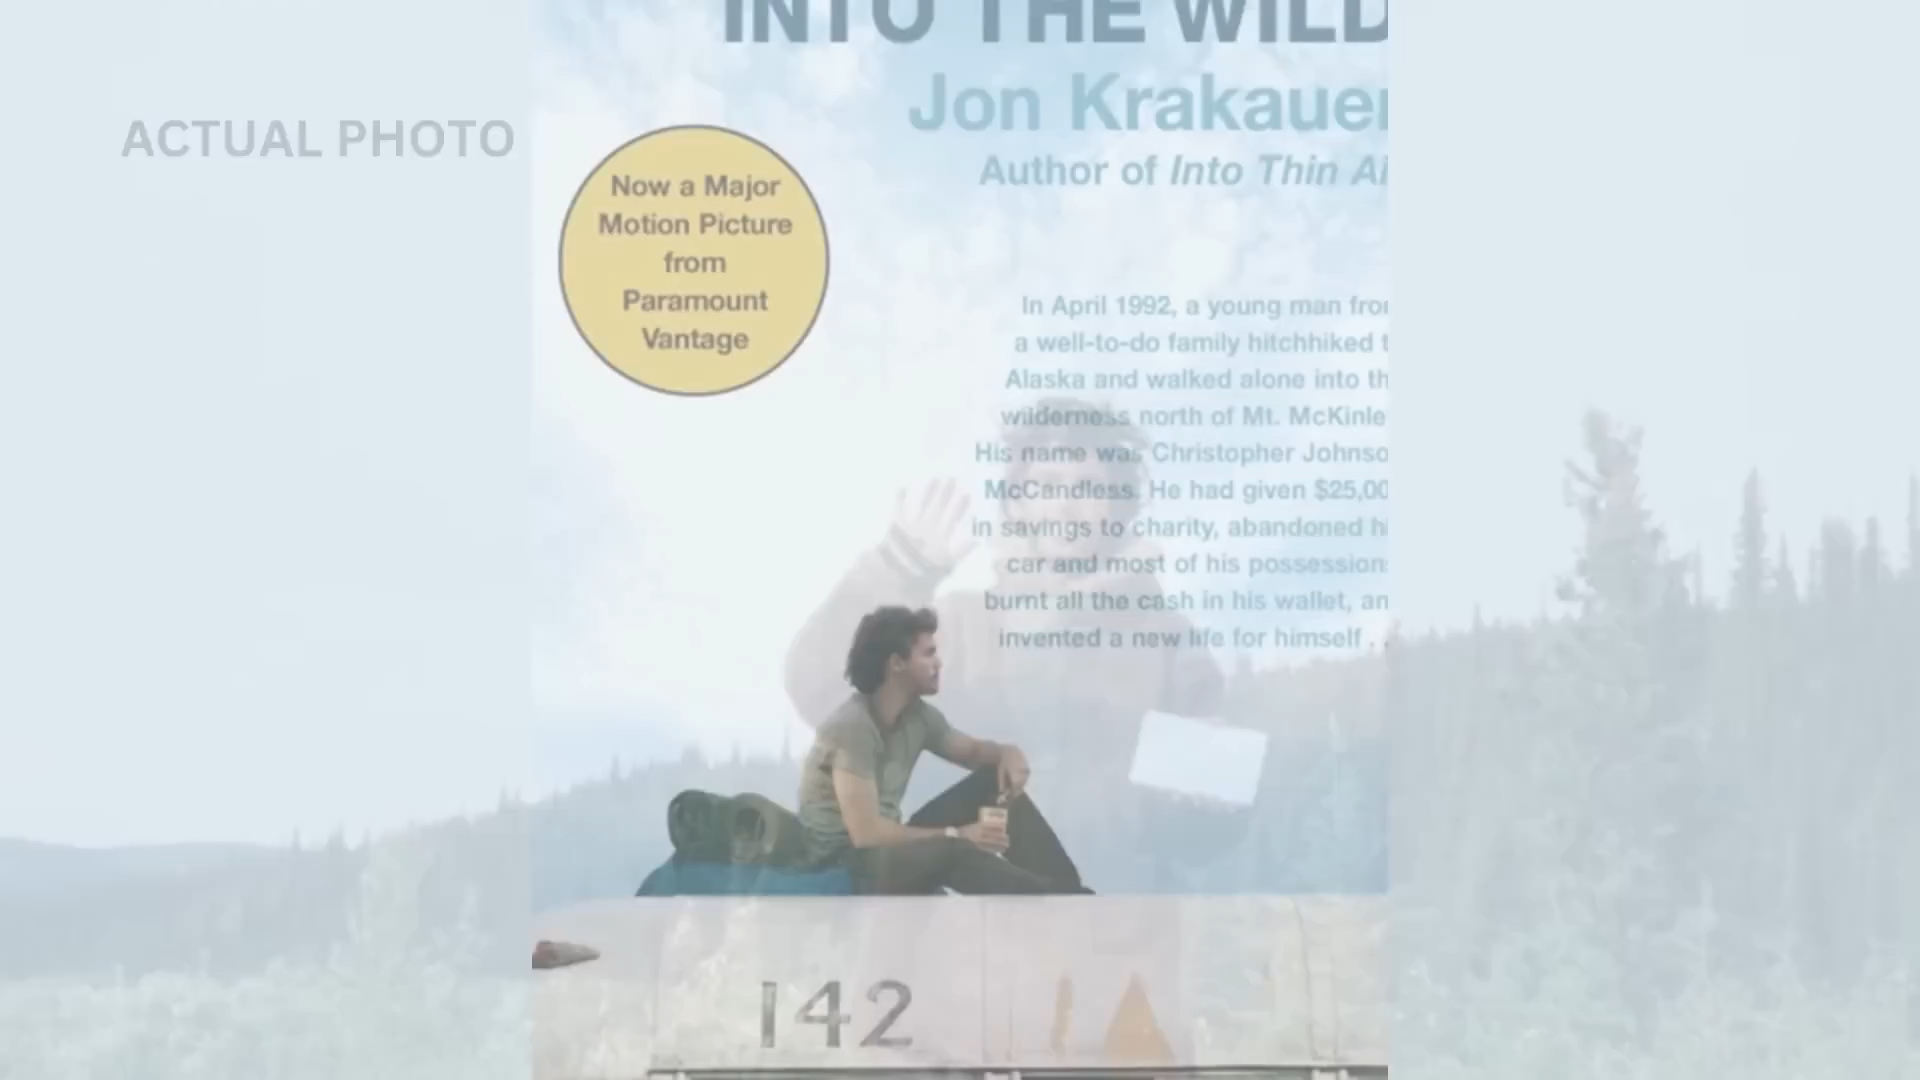 INTO THE WILD
Jon Krakauer
Author of Into Thin Ai
ACTUAL PHOTO
Now a Major
Motion Picture
from
Paramount
Vantage
In April 1992, a young man fro
a well-to-do family hitchhiked t
Alaska and walked alone into th
wilderness north of Mt. McKinle
His name was Christopher Johnso
McCandless. He had given $25,00
in savings to charity, abandoned hi
car and most of his possession
burnt all the cash in his wallet, an
invented a new life for himself . .
142